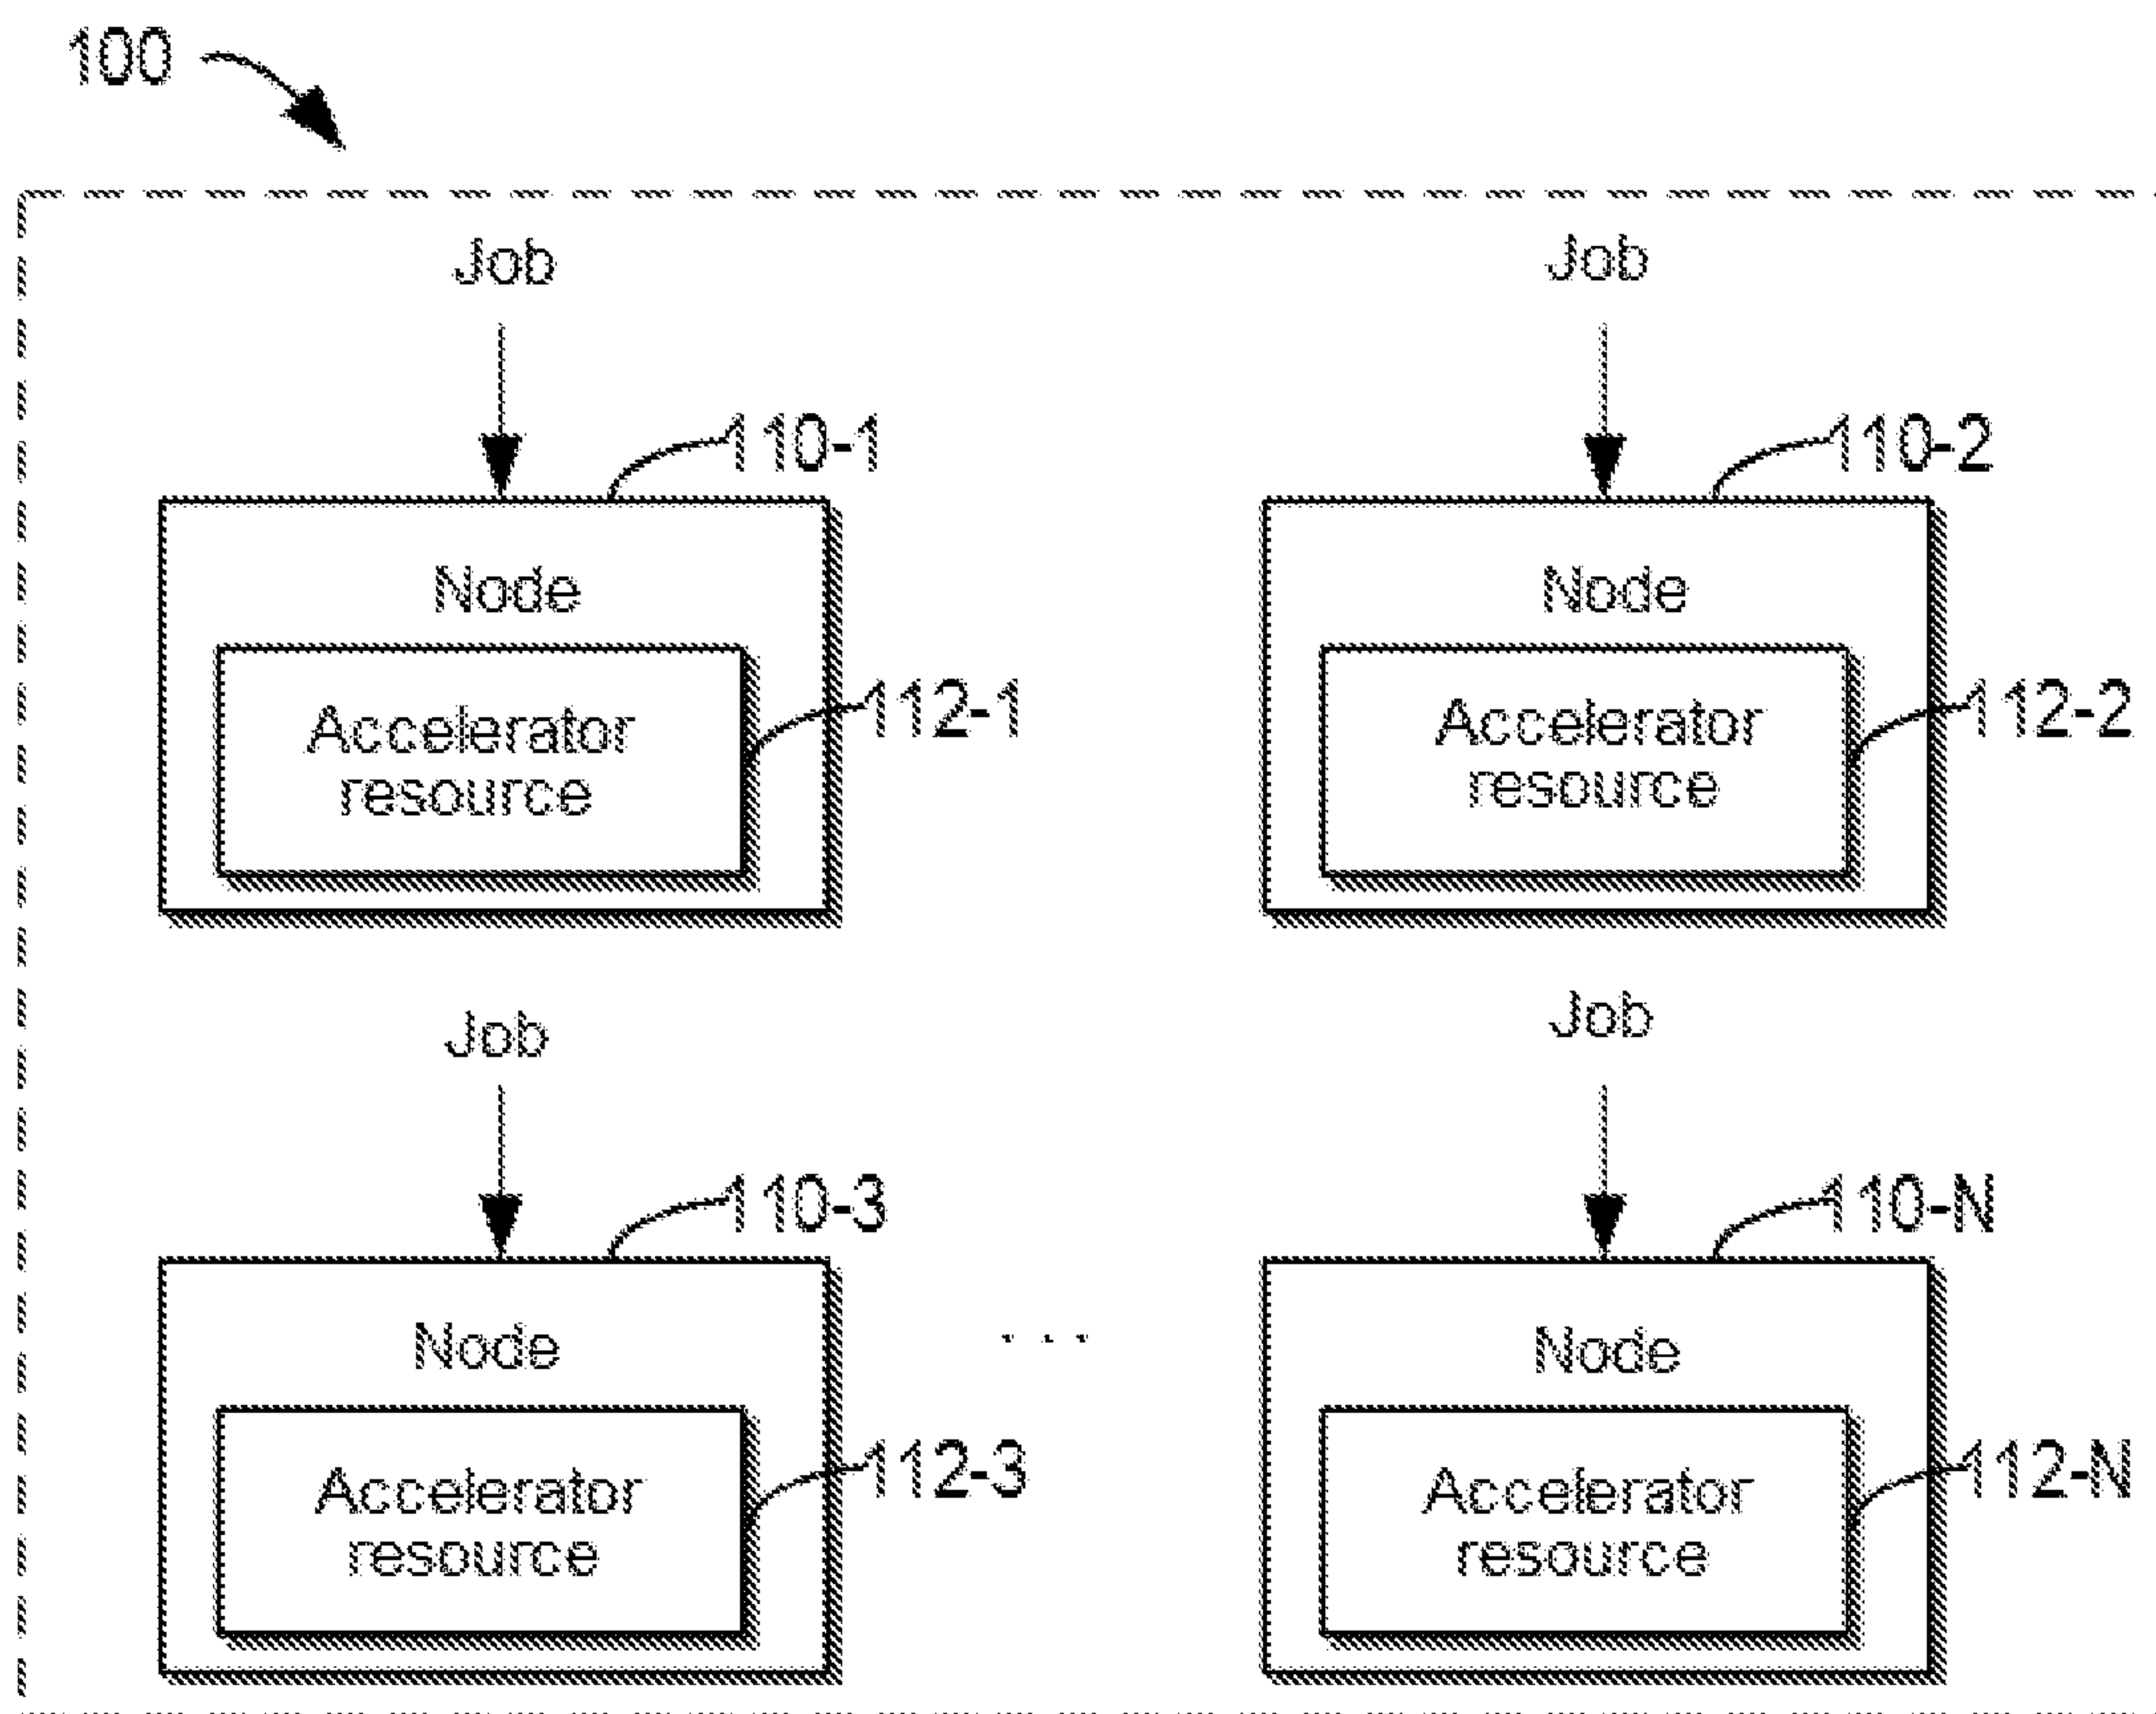 100
Job
Job
110-1
110-2
Node
Node
Accelerator
resource
112-1
Accelerator
resource
112-2
Job
Job
110-3
110-N
Node
. . .
Node
Accelerator
resource
112-3
Accelerator
resource
112-N